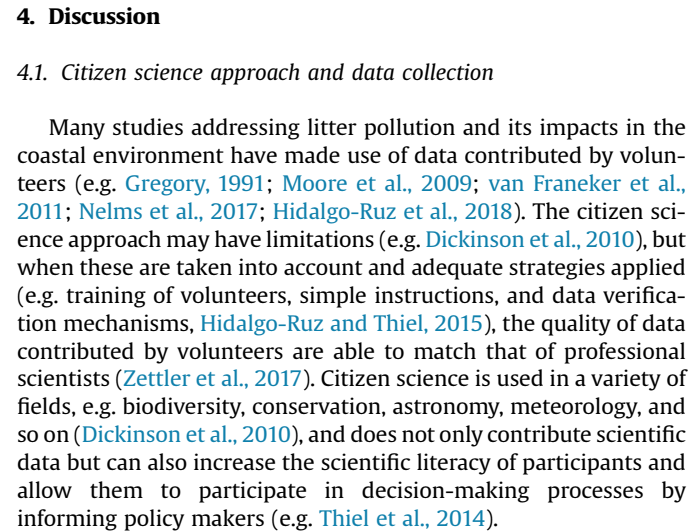 4. Discussion
4.1. Citizen science approach and data collection
Many studies addressing litter pollution and its impacts in the
coastal environment have made use of data contributed by volun-
teers (e.g. Gregory, 1991; Moore et al., 2009; van Franeker et al.,
2011; Nelms et al., 2017; Hidalgo-Ruz et al., 2018). The citizen sci-
ence approach may have limitations (e.g. Dickinson et al., 2010), but
when these are taken into account and adequate strategies applied
(e.g. training of volunteers, simple instructions, and data verifica-
tion mechanisms, Hidalgo-Ruz and Thiel, 2015), the quality of data
contributed by volunteers are able to match that of professional
scientists (Zettler et al., 2017). Citizen science is used in a variety of
fields, e.g. biodiversity, conservation, astronomy, meteorology, and
so on (Dickinson et al., 2010), and does not only contribute scientific
data but can also increase the scientific literacy of participants and
allow them to participate in decision-making processes by
informing policy makers (e.g. Thiel et al., 2014).